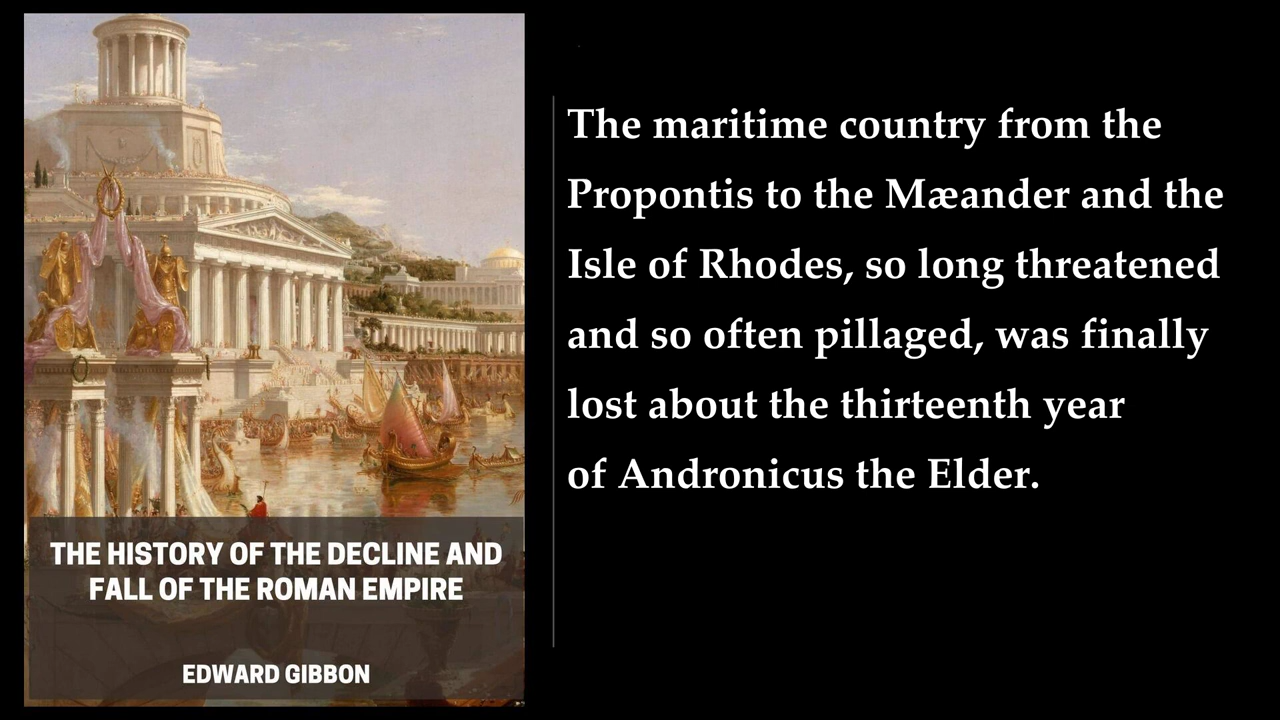 THE HISTORY OF THE DECLINE AND
FALL OF THE ROMAN EMPIRE
EDWARD GIBBON
The maritime country from the
Propontis to the Mæander and the
Isle of Rhodes, so long threatened
and so often pillaged, was finally
lost about the thirteenth year
of Andronicus the Elder.